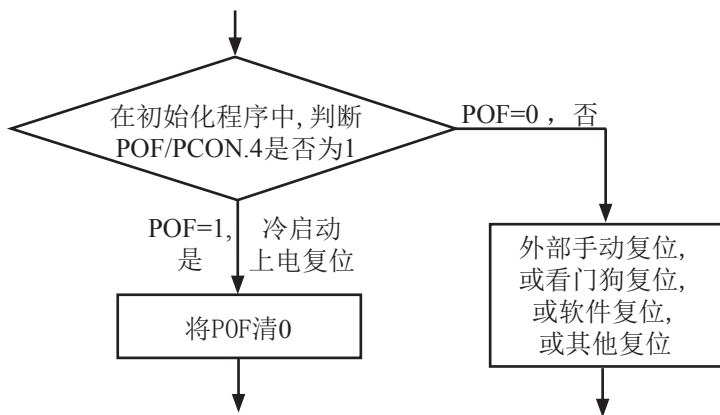 在初始化程序中, 判断
POF/PCON.4是否为1
POF=0 ， 否
POF=1,
是
冷启动
上电复位
将POF清0
外部手动复位,
或看门狗复位,
或软件复位,
或其他复位